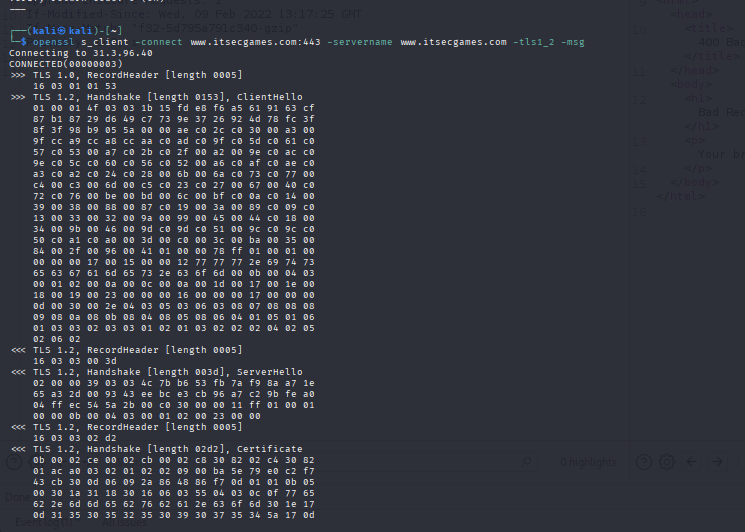 If-Modified-Since: Wed, 09 Feb 2022 13:17:25 GMT
┌──(kali㉿kali)-[~]
└─$ openssl s_client -connect www.itsecgames.com:443 -servername www.itsecgames.com -tls1_2 -msg
Connecting to 31.3.96.40
CONNECTED(00000003)
>>> TLS 1.0, RecordHeader [length 0005]
16 03 01 01 53
>>> TLS 1.2, Handshake [length 0153], ClientHello
01 00 01 4f 03 03 1b 15 fd e8 f6 a5 61 91 63 cf
87 b1 87 29 d6 49 c7 73 9e 37 26 92 4d 78 fc 3f
8f 3f 98 b9 05 5a 00 00 ae c0 2c c0 30 00 a3 00
9f cc a9 cc a8 cc aa c0 ad c0 9f c0 5d c0 61 c0
57 c0 53 00 a7 c0 2b c0 2f 00 a2 00 9e c0 ac c0
9e c0 5c c0 60 c0 56 c0 52 00 a6 c0 af c0 ae c0
a3 c0 a2 c0 24 c0 28 00 6b 00 6a c0 73 c0 77 00
c4 00 c3 00 6d 00 c5 c0 23 c0 27 00 67 00 40 c0
72 c0 76 00 be 00 bd 00 6c 00 bf c0 0a c0 14 00
39 00 38 00 88 00 87 c0 19 00 3a 00 89 c0 09 c0
13 00 33 00 32 00 9a 00 99 00 45 00 44 c0 18 00
34 00 9b 00 46 00 9d c0 9d c0 51 00 9c c0 9c c0
50 c0 a1 c0 a0 00 3d 00 c0 00 3c 00 ba 00 35 00
84 00 2f 00 96 00 41 01 00 00 78 ff 01 00 01 00
00 00 00 17 00 15 00 00 12 77 77 77 2e 69 74 73
65 63 67 61 6d 65 73 2e 63 6f 6d 00 0b 00 04 03
00 01 02 00 0a 00 0c 00 0a 00 1d 00 17 00 1e 00
18 00 19 00 23 00 00 00 16 00 00 00 17 00 00 00
0d 00 30 00 2e 04 03 05 03 06 03 08 07 08 08 08
09 08 0a 08 0b 08 04 08 05 08 06 04 01 05 01 06
01 03 03 02 03 03 01 02 01 03 02 02 02 04 02 05
02 06 02
<<< TLS 1.2, RecordHeader [length 0005]
16 03 03 00 3d
<<< TLS 1.2, Handshake [length 003d], ServerHello
02 00 00 39 03 03 4c 7b b6 53 fb 7a f9 8a a7 1e
65 a3 2d 00 93 43 ee bc e3 cb 96 a7 c2 9b fe a0
04 ff ec 54 5a 2b 00 c0 30 00 00 11 ff 01 00 01
00 00 0b 00 04 03 00 01 02 00 23 00 00
<<< TLS 1.2, RecordHeader [length 0005]
16 03 03 02 d2
<<< TLS 1.2, Handshake [length 02d2], Certificate
0b 00 02 ce 00 02 cb 00 02 c8 30 82 02 c4 30 82
01 ac a0 03 02 01 02 02 09 00 ba 5e 79 e0 c2 f7
43 cb 30 0d 06 09 2a 86 48 86 f7 0d 01 01 0b 05
00 30 1a 31 18 30 16 06 03 55 04 03 0c 0f 77 65
62 2e 6d 6d 65 62 76 62 61 2e 63 6f 6d 30 1e 17
0d 31 35 30 35 32 35 30 39 30 37 35 34 5a 17 0d
<head>
10 <title>
400 Bad
</title>
11 </head>
<body>
12 <h1>
Bad Req
</h1>
13 <p>
Your b
14 </p>
15 </body>
</html>
16
0 highlights
Done
Event log
All issues